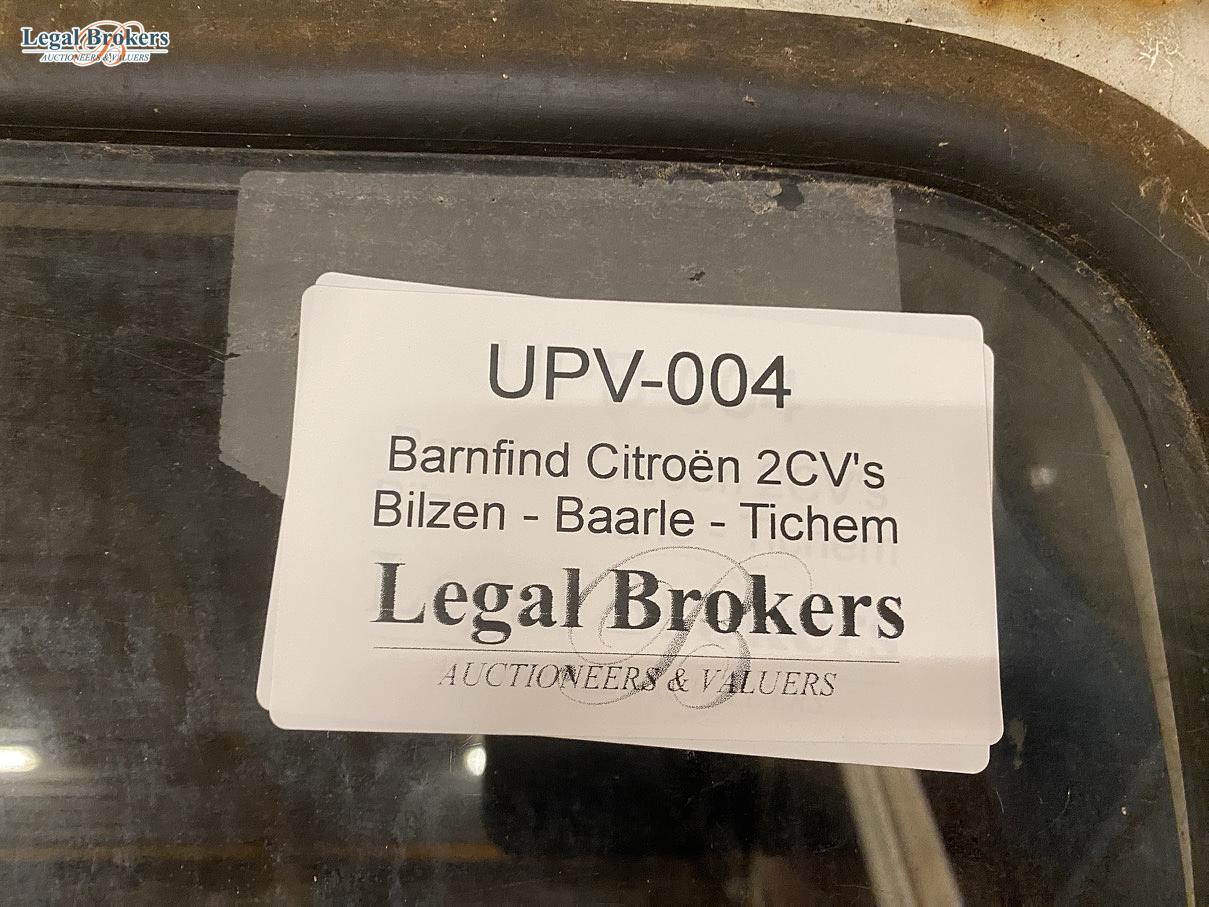 Legal Brokers
AUCTIONEERS & VALUERS
UPV-004
Barnfind Citroën 2CV's
Bilzen - Baarle - Tichem
Legal Brokers
AUCTIONEERS & VALUERS